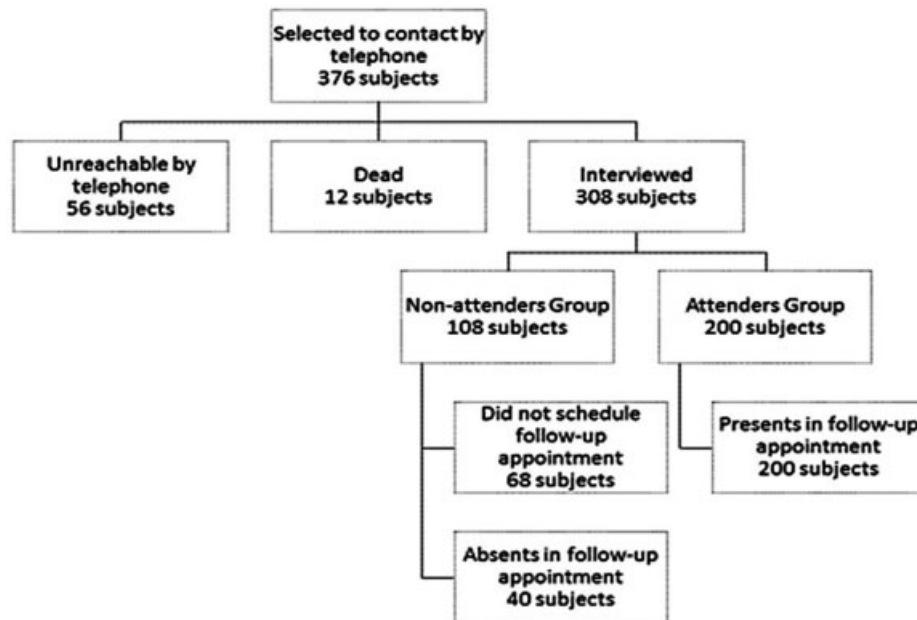 Selected to contact by
telephone
376 subjects
Unreachable by
telephone
56 subjects
Dead
12 subjects
Interviewed
308 subjects
Non-attenders Group
108 subjects
Attenders Group
200 subjects
Did not schedule
follow-up
appointment
68 subjects
Presents in follow-up
appointment
200 subjects
Absents in follow-up
appointment
40 subjects